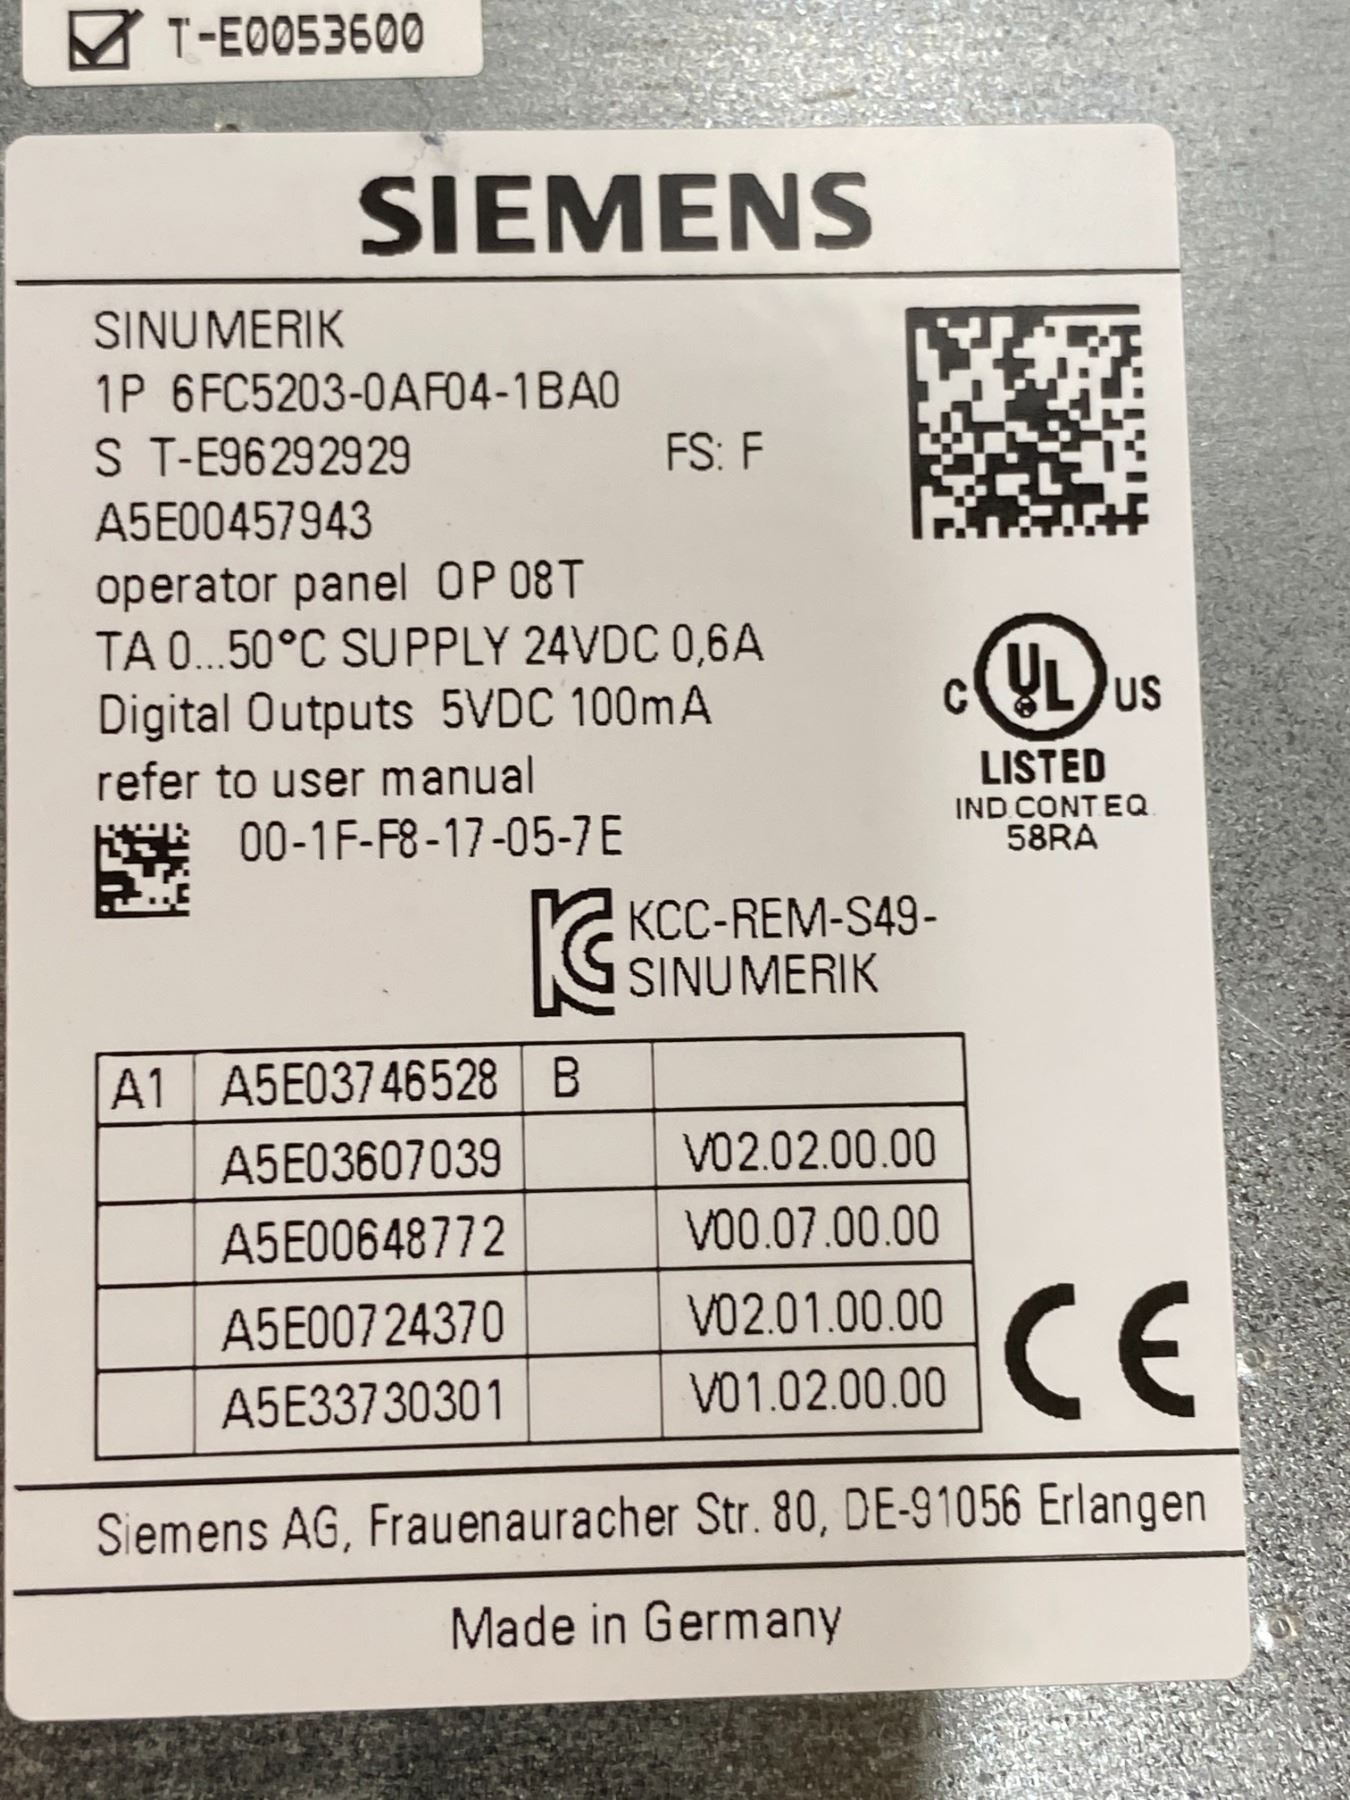 T-E0053600
SIEMENS
SINUMERIK
1P 6FC5203-0AF04-1BA0
S T-E96292929 FS: F
A5E00457943
operator panel OP 08T
TA 0...50°C SUPPLY 24VDC 0,6A
Digital Outputs 5VDC 100mA
refer to user manual
00-1F-F8-17-05-7E
C UL US
LISTED
IND.CONT.EQ.
58RA
KCC-REM-S49-
SINUMERIK
A1 A5E03746528 B
A5E03607039 V02.02.00.00
A5E00648772 V00.07.00.00
A5E00724370 V02.01.00.00
A5E33730301 V01.02.00.00
CE
Siemens AG, Frauenauracher Str. 80, DE-91056 Erlangen
Made in Germany